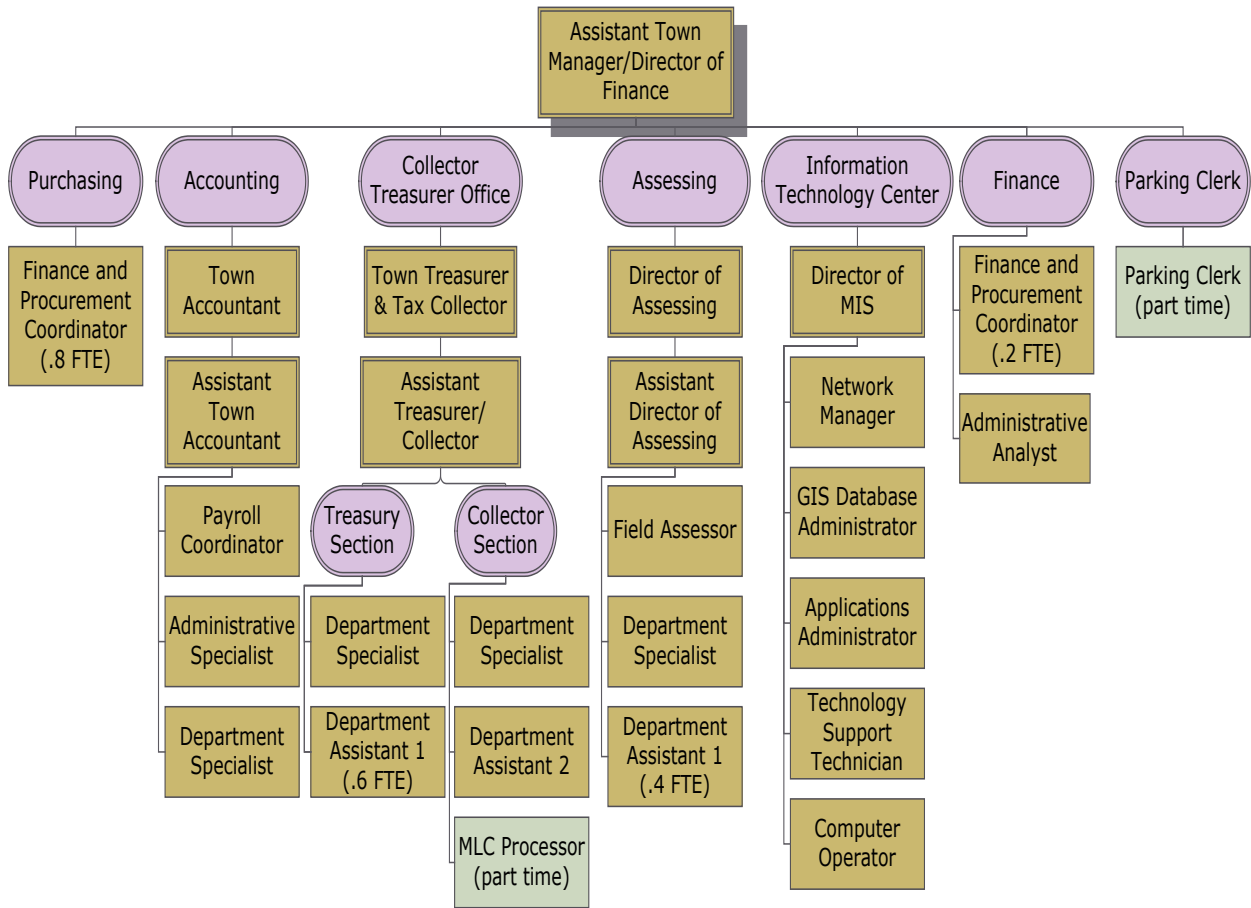 Assistant Town
Manager/Director of
Finance
Purchasing
Accounting
Collector
Treasurer Office
Assessing
Information
Technology Center
Finance
Parking Clerk
Finance and
Procurement
Coordinator
(.8 FTE)
Town
Accountant
Town Treasurer
& Tax Collector
Director of
Assessing
Director of
MIS
Finance and
Procurement
Coordinator
(.2 FTE)
Parking Clerk
(part time)
Assistant
Town
Accountant
Assistant
Treasurer/
Collector
Assistant
Director of
Assessing
Network
Manager
Administrative
Analyst
Payroll
Coordinator
Treasury
Section
Collector
Section
Field Assessor
GIS Database
Administrator
Administrative
Specialist
Department
Specialist
Department
Specialist
Department
Specialist
Applications
Administrator
Department
Specialist
Department
Assistant 1
(.6 FTE)
Department
Assistant 2
Department
Assistant 1
(.4 FTE)
Technology
Support
Technician
MLC Processor
(part time)
Computer
Operator